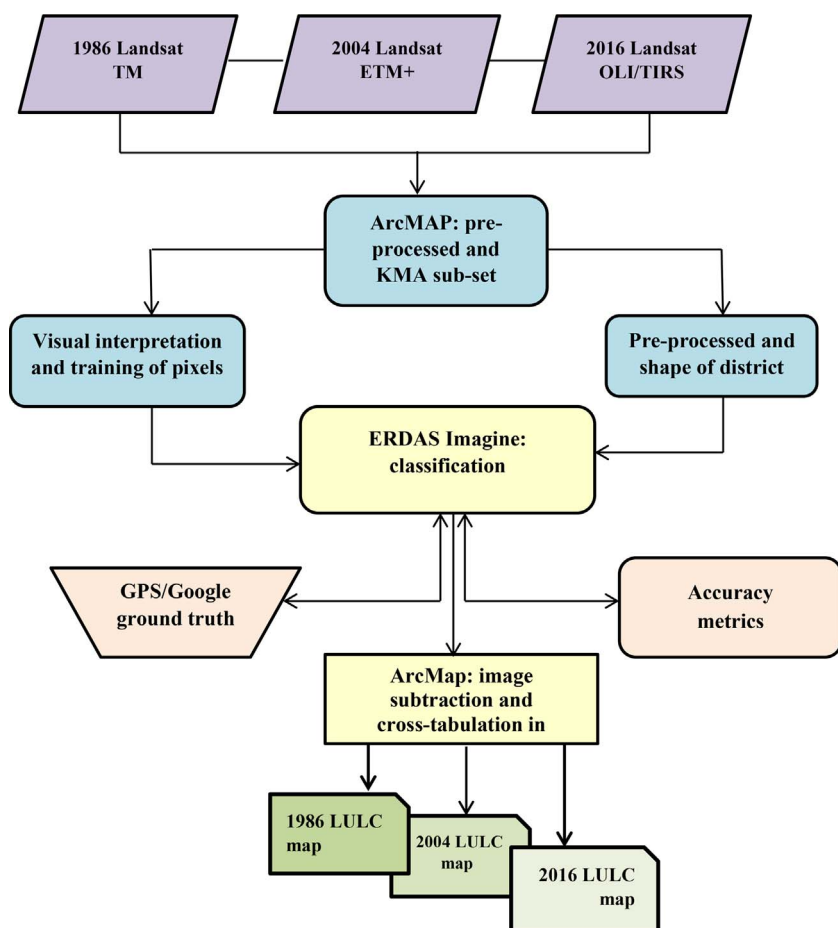 1986 Landsat
TM
2004 Landsat
ETM+
2016 Landsat
OLI/TIRS
ArcMAP: pre-
processed and
KMA sub-set
Visual interpretation
and training of pixels
Pre-processed and
shape of district
ERDAS Imagine:
classification
GPS/Google
ground truth
Accuracy
metrics
ArcMap: image
subtraction and
cross-tabulation in
1986 LULC
map
2004 LULC
map
2016 LULC
map